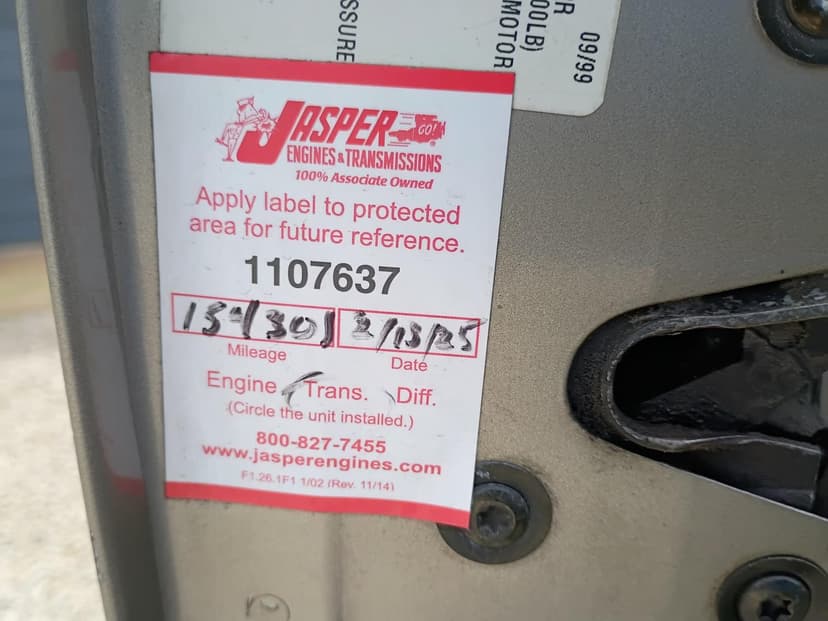 R 09/99
00LB)
MOTOR
SSURE
JASPER GO!
ENGINES & TRANSMISSIONS
100% Associate Owned
Apply label to protected
area for future reference.
1107637
154301 2/13/25
Mileage Date
Engine Trans. Diff.
(Circle the unit installed.)
800-827-7455
www.jasperengines.com
F1.26.1F1 1/02 (Rev. 11/14)